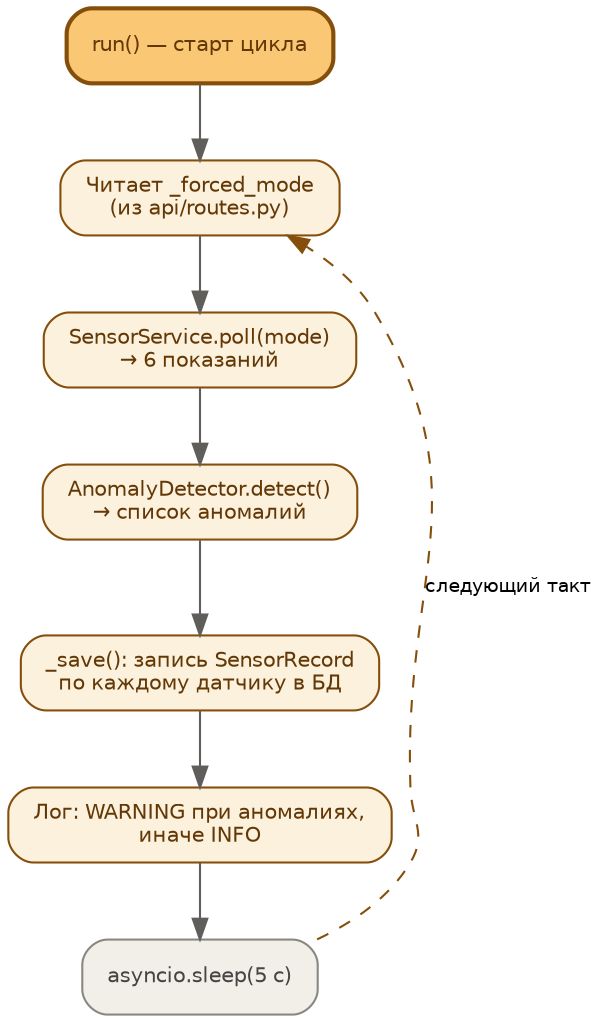 run() — старт цикла
Читает _forced_mode
(из api/routes.py)
SensorService.poll(mode)
→ 6 показаний
AnomalyDetector.detect()
→ список аномалий
_save(): запись SensorRecord
по каждому датчику в БД
следующий такт
Лог: WARNING при аномалиях,
иначе INFO
asyncio.sleep(5 с)